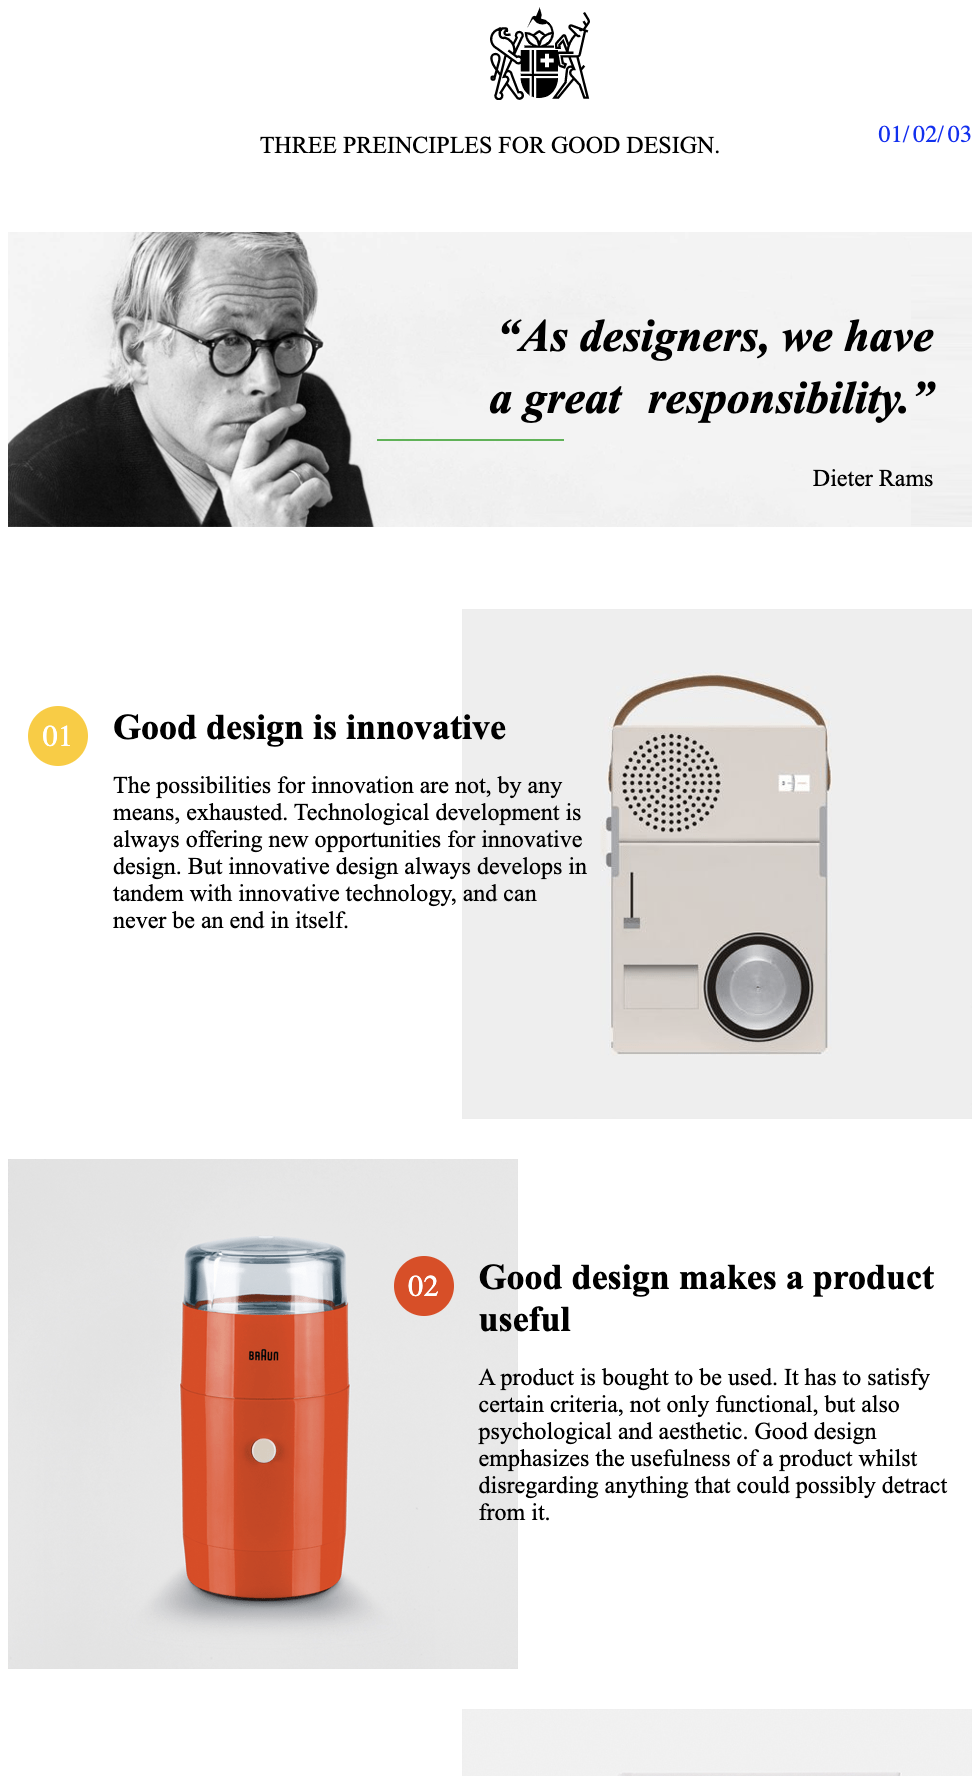 THREE PREINCIPLES FOR GOOD DESIGN.
01/ 02/ 03
“As designers, we have
a great responsibility.”
Dieter Rams
01
Good design is innovative
The possibilities for innovation are not, by any
means, exhausted. Technological development is
always offering new opportunities for innovative
design. But innovative design always develops in
tandem with innovative technology, and can
never be an end in itself.
BRAUN
02
Good design makes a product
useful
A product is bought to be used. It has to satisfy
certain criteria, not only functional, but also
psychological and aesthetic. Good design
emphasizes the usefulness of a product whilst
disregarding anything that could possibly detract
from it.